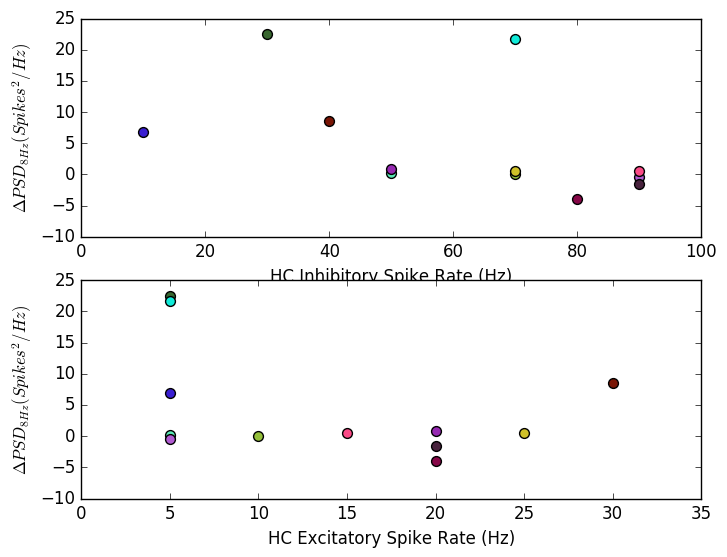 25
20
15
10
5
0
−5
−10
ΔPSD8Hz(Spikes²/Hz)
0 20 40 60 80 100
HC Inhibitory Spike Rate (Hz)
25
20
15
10
5
0
−5
−10
ΔPSD8Hz(Spikes²/Hz)
0 5 10 15 20 25 30 35
HC Excitatory Spike Rate (Hz)